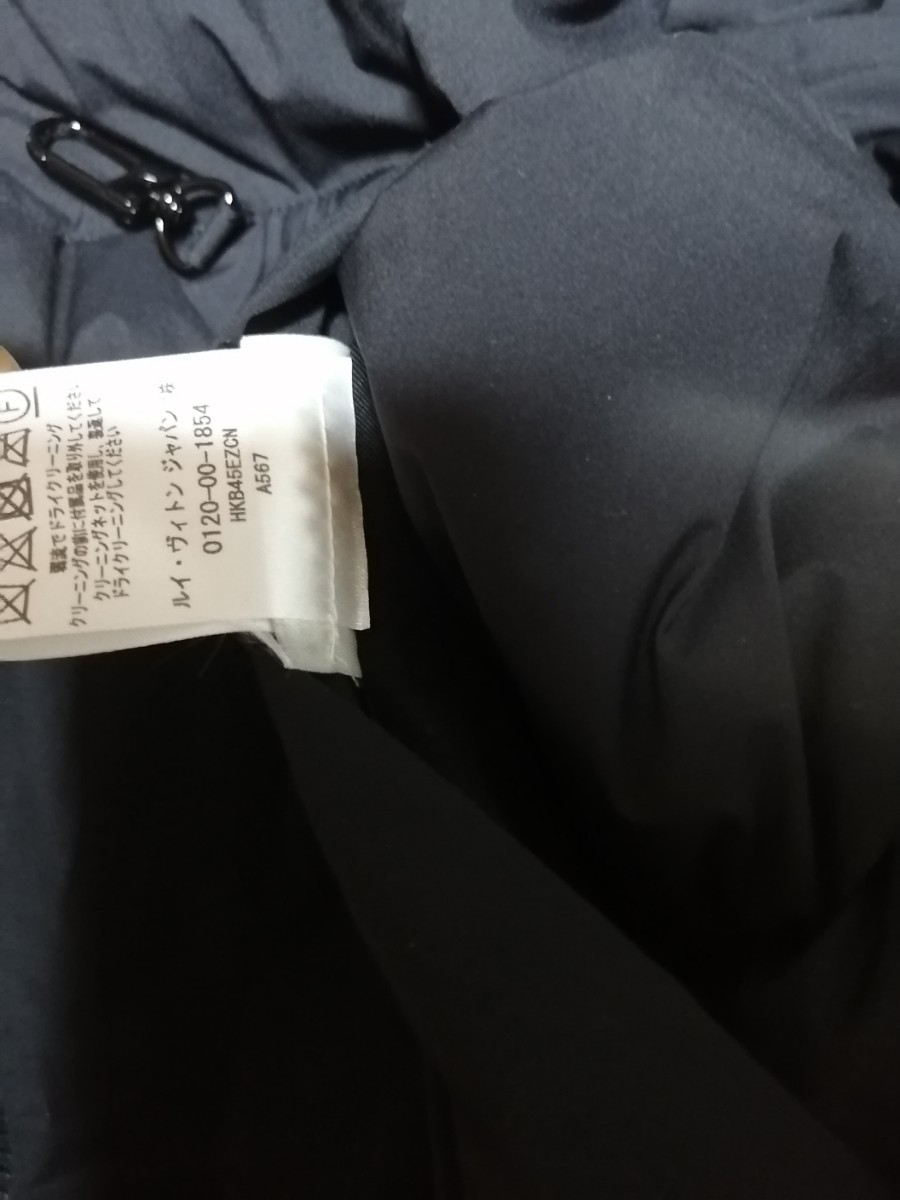 F
弱流でドライクリーニング
クリーニングの前に付属品を取り外してください。
クリーニングネットを使用し、裏返して
ドライクリーニングしてください
ルイ・ヴィトン ジャパン ㈱
0120-00-1854
HKB45EZCN
A567